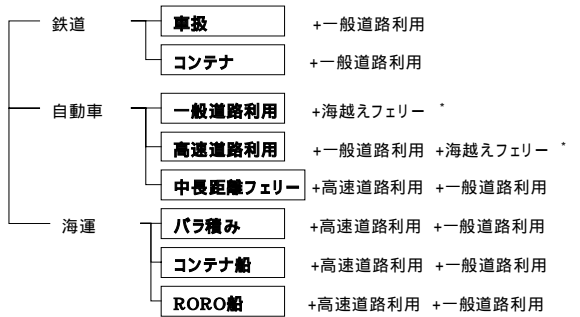 鉄道 車扱 +一般道路利用
コンテナ +一般道路利用
自動車 一般道路利用 +海越えフェリー *
高速道路利用 +一般道路利用 +海越えフェリー *
中長距離フェリー +高速道路利用 +一般道路利用
海運 バラ積み +高速道路利用 +一般道路利用
コンテナ船 +高速道路利用 +一般道路利用
RORO船 +高速道路利用 +一般道路利用